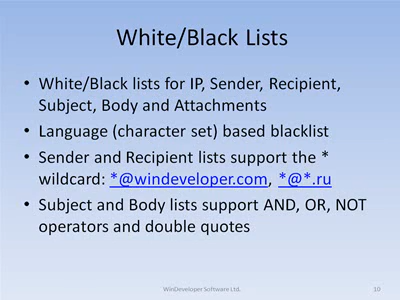 White/Black Lists
• White/Black lists for IP, Sender, Recipient,
Subject, Body and Attachments
• Language (character set) based blacklist
• Sender and Recipient lists support the *
wildcard: *@windeveloper.com, *@*.ru
• Subject and Body lists support AND, OR, NOT
operators and double quotes
WinDeveloper Software Ltd.
10